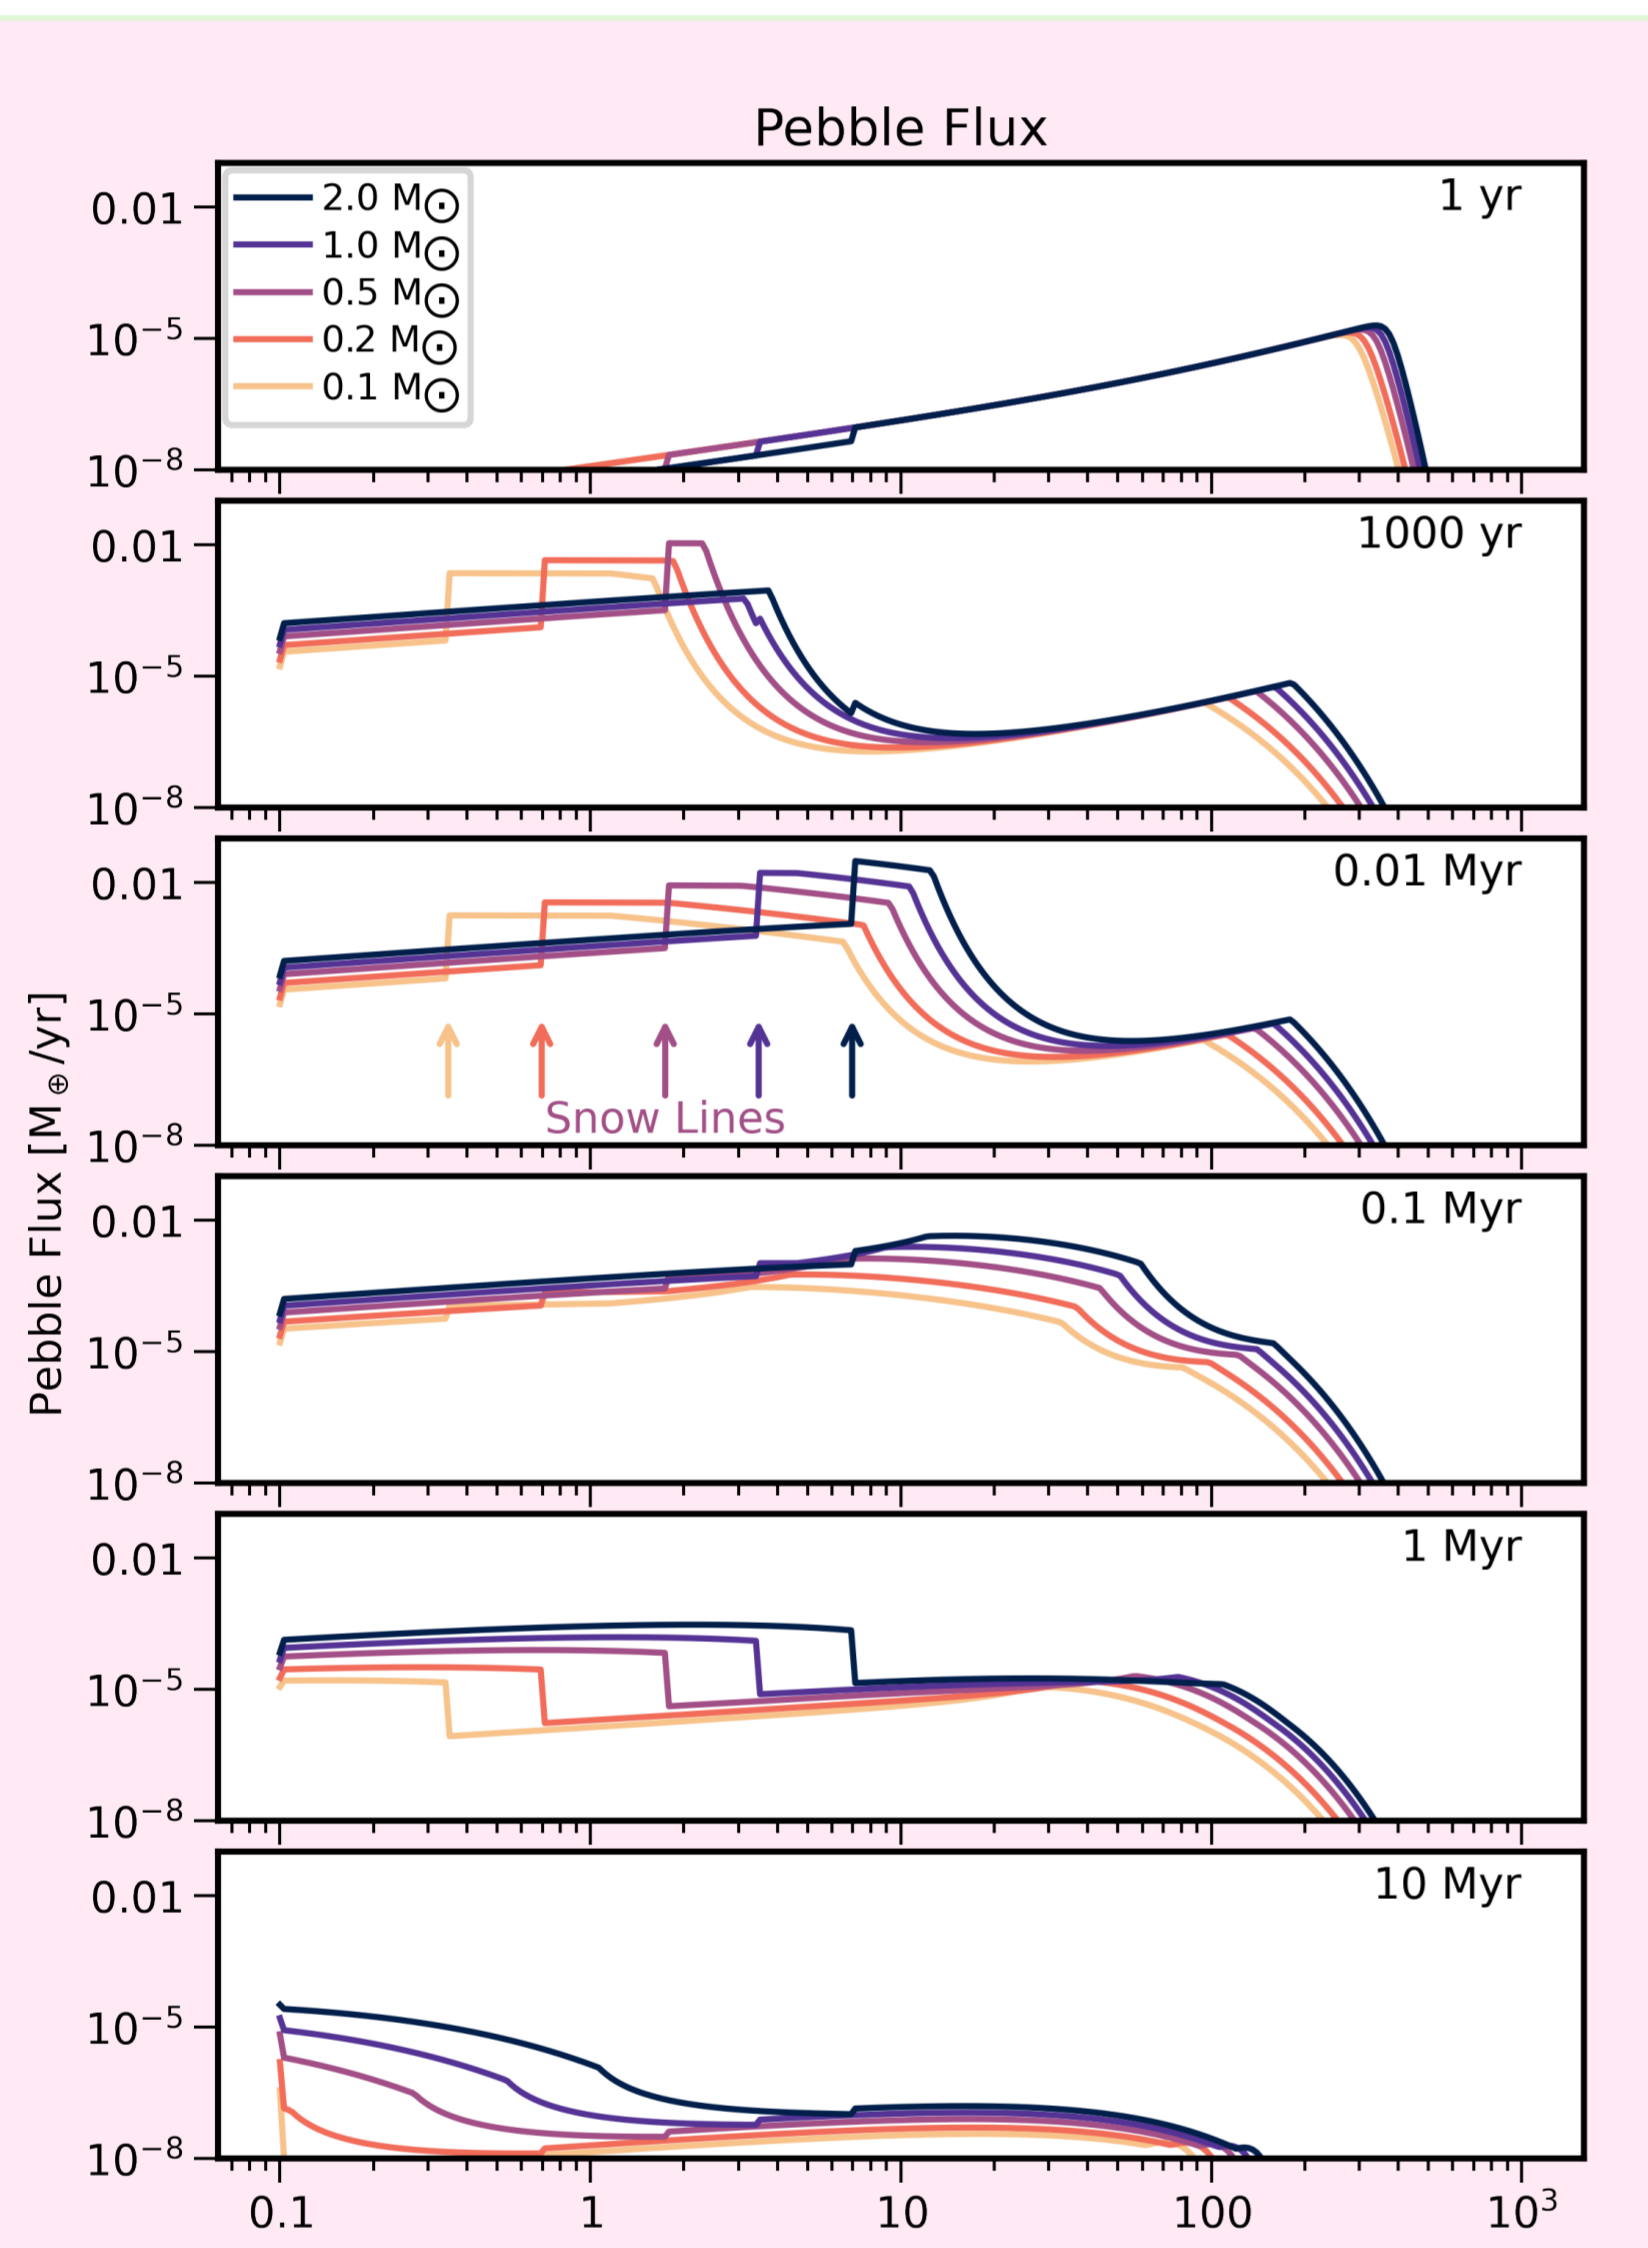 Pebble Flux
1 yr
0.01
10⁻⁵
10⁻⁸
2.0 M☉
1.0 M☉
0.5 M☉
0.2 M☉
0.1 M☉
1000 yr
0.01
10⁻⁵
10⁻⁸
0.01 Myr
0.01
10⁻⁵
10⁻⁸
Snow Lines
Pebble Flux [M⊕/yr]
0.1 Myr
0.01
10⁻⁵
10⁻⁸
1 Myr
0.01
10⁻⁵
10⁻⁸
10 Myr
0.01
10⁻⁵
10⁻⁸
0.1 1 10 100 10³